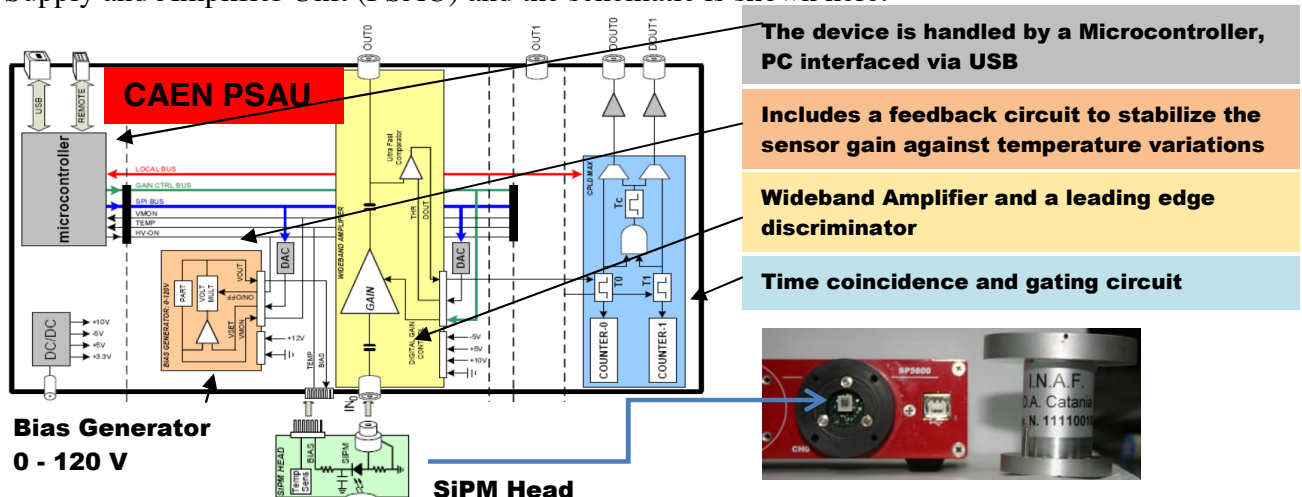 Supply and Amplifier Unit (PSAU) and the schematic is shown here:
OUT0
OUT1
DOUT0
DOUT1
The device is handled by a Microcontroller,
PC interfaced via USB
CAEN PSAU
USB
REMOTE
Includes a feedback circuit to stabilize the
sensor gain against temperature variations
microcontroller
Ultra Fast
Comparator
CPLD MAX
LOCAL BUS
GAIN CTRL BUS
SPI BUS
VMON
TEMP
HV-ON
THR
DOUT
Tc
Wideband Amplifier and a leading edge
discriminator
WIDEBAND AMPLIFIER
DAC
DAC
Time coincidence and gating circuit
BIAS GENERATOR: 0-120V
PART
VOLT
MULT
VOUT
ON/OFF
VSET
VMON
+12V
GAIN
DIGITAL GAIN
CONTROL
T0
T1
DC/DC
+10V
-5V
+5V
+3.3V
-5V
+5V
+10V
COUNTER-0
COUNTER-1
TEMP
BIAS
IN0
SP5600
CH0
I.N.A.F.
O.A. Catania
N. 1111001
Bias Generator
0 - 120 V
SIPM HEAD
Temp
Sens
BIAS
SIPM
SiPM Head